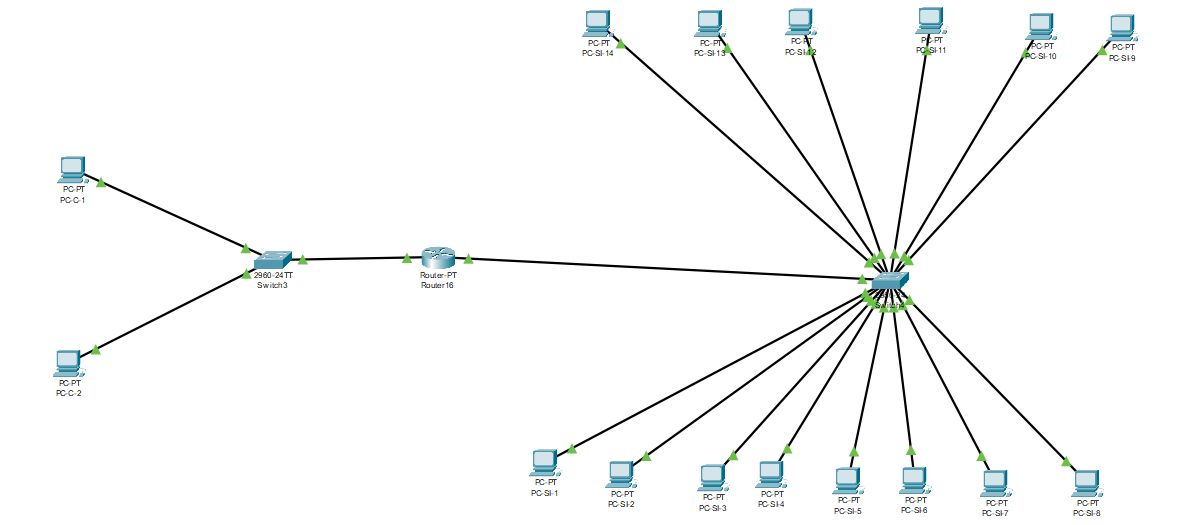 PC-PT
PC-SI-14
PC-PT
PC-SI-13
PC-PT
PC-SI-12
PC-PT
PC-SI-11
PC-PT
PC-SI-10
PC-PT
PC-SI-9
PC-PT
PC-C-1
2960-24TT
Switch3
Router-PT
Router16
PC-PT
PC-C-2
PC-PT
PC-SI-1
PC-PT
PC-SI-2
PC-PT
PC-SI-3
PC-PT
PC-SI-4
PC-PT
PC-SI-5
PC-PT
PC-SI-6
PC-PT
PC-SI-7
PC-PT
PC-SI-8